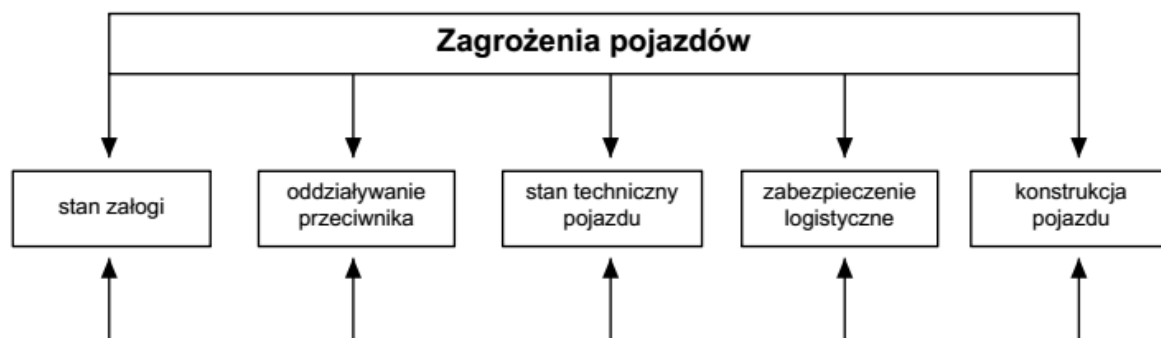 Zagrożenia pojazdów
stan załogi
oddziaływanie
przeciwnika
stan techniczny
pojazdu
zabezpieczenie
logistyczne
konstrukcja
pojazdu